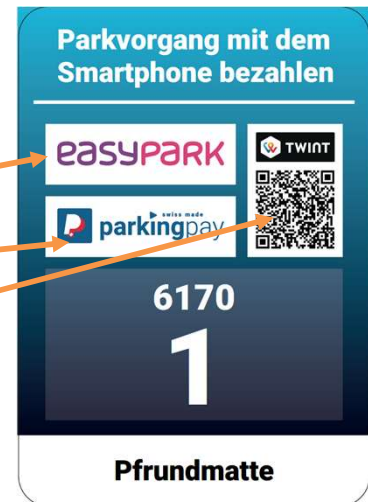 Parkvorgang mit dem
Smartphone bezahlen
easypark
TWINT
swiss made
parkingpay
6170
1
Pfrundmatte